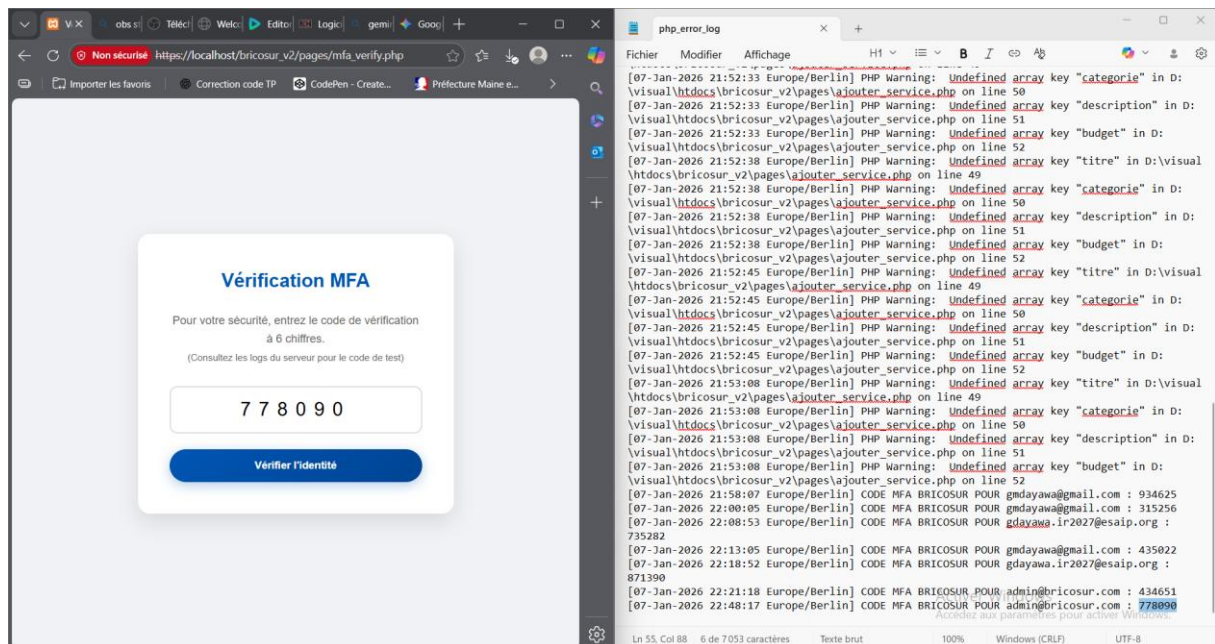 V
obs st
Téléch
Welco
Editor
Logic
gemin
Goog
Non sécurisé https://localhost/bricosur_v2/pages/mfa_verify.php
Importer les favoris
Correction code TP
CodePen - Create...
Préfecture Maine e...
Vérification MFA
Pour votre sécurité, entrez le code de vérification
à 6 chiffres.
(Consultez les logs du serveur pour le code de test)
778090
Vérifier l'identité
php_error_log
Fichier Modifier Affichage H1 B I
[07-Jan-2026 21:52:33 Europe/Berlin] PHP Warning: Undefined array key "categorie" in D:
\visual\htdocs\bricosur_v2\pages\ajouter_service.php on line 50
[07-Jan-2026 21:52:33 Europe/Berlin] PHP Warning: Undefined array key "description" in D:
\visual\htdocs\bricosur_v2\pages\ajouter_service.php on line 51
[07-Jan-2026 21:52:33 Europe/Berlin] PHP Warning: Undefined array key "budget" in D:
\visual\htdocs\bricosur_v2\pages\ajouter_service.php on line 52
[07-Jan-2026 21:52:38 Europe/Berlin] PHP Warning: Undefined array key "titre" in D:\visual
\htdocs\bricosur_v2\pages\ajouter_service.php on line 49
[07-Jan-2026 21:52:38 Europe/Berlin] PHP Warning: Undefined array key "categorie" in D:
\visual\htdocs\bricosur_v2\pages\ajouter_service.php on line 50
[07-Jan-2026 21:52:38 Europe/Berlin] PHP Warning: Undefined array key "description" in D:
\visual\htdocs\bricosur_v2\pages\ajouter_service.php on line 51
[07-Jan-2026 21:52:38 Europe/Berlin] PHP Warning: Undefined array key "budget" in D:
\visual\htdocs\bricosur_v2\pages\ajouter_service.php on line 52
[07-Jan-2026 21:52:45 Europe/Berlin] PHP Warning: Undefined array key "titre" in D:\visual
\htdocs\bricosur_v2\pages\ajouter_service.php on line 49
[07-Jan-2026 21:52:45 Europe/Berlin] PHP Warning: Undefined array key "categorie" in D:
\visual\htdocs\bricosur_v2\pages\ajouter_service.php on line 50
[07-Jan-2026 21:52:45 Europe/Berlin] PHP Warning: Undefined array key "description" in D:
\visual\htdocs\bricosur_v2\pages\ajouter_service.php on line 51
[07-Jan-2026 21:52:45 Europe/Berlin] PHP Warning: Undefined array key "budget" in D:
\visual\htdocs\bricosur_v2\pages\ajouter_service.php on line 52
[07-Jan-2026 21:53:08 Europe/Berlin] PHP Warning: Undefined array key "titre" in D:\visual
\htdocs\bricosur_v2\pages\ajouter_service.php on line 49
[07-Jan-2026 21:53:08 Europe/Berlin] PHP Warning: Undefined array key "categorie" in D:
\visual\htdocs\bricosur_v2\pages\ajouter_service.php on line 50
[07-Jan-2026 21:53:08 Europe/Berlin] PHP Warning: Undefined array key "description" in D:
\visual\htdocs\bricosur_v2\pages\ajouter_service.php on line 51
[07-Jan-2026 21:53:08 Europe/Berlin] PHP Warning: Undefined array key "budget" in D:
\visual\htdocs\bricosur_v2\pages\ajouter_service.php on line 52
[07-Jan-2026 21:58:07 Europe/Berlin] CODE MFA BRICOSUR POUR gmdayawa@gmail.com : 934625
[07-Jan-2026 22:00:05 Europe/Berlin] CODE MFA BRICOSUR POUR gmdayawa@gmail.com : 315256
[07-Jan-2026 22:08:53 Europe/Berlin] CODE MFA BRICOSUR POUR gdayawa.ir2027@esaip.org :
735282
[07-Jan-2026 22:13:05 Europe/Berlin] CODE MFA BRICOSUR POUR gmdayawa@gmail.com : 435022
[07-Jan-2026 22:18:52 Europe/Berlin] CODE MFA BRICOSUR POUR gdayawa.ir2027@esaip.org :
871390
[07-Jan-2026 22:21:18 Europe/Berlin] CODE MFA BRICOSUR POUR admin@bricosur.com : 434651
[07-Jan-2026 22:48:17 Europe/Berlin] CODE MFA BRICOSUR POUR admin@bricosur.com : 778090
Activer Windows
Accédez aux paramètres pour activer Windows.
Ln 55, Col 88 6 de 7 053 caractères Texte brut 100% Windows (CRLF) UTF-8